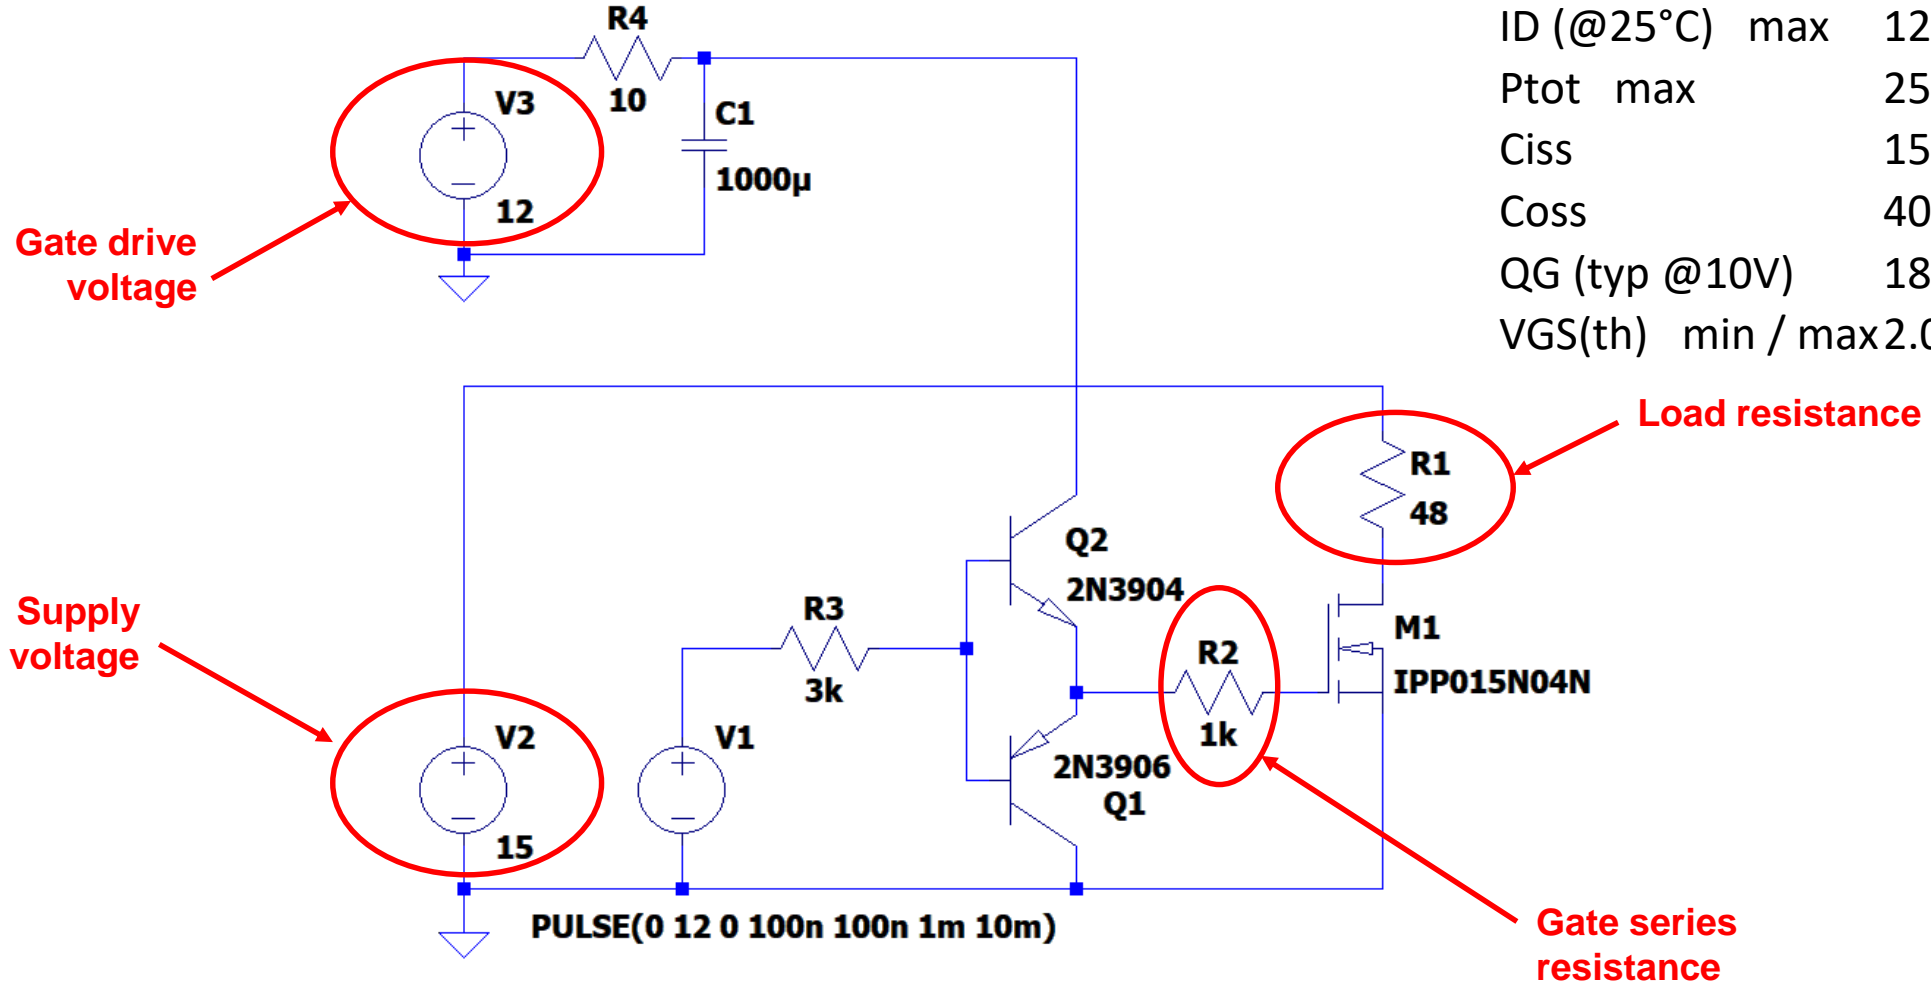 R4
10
V3
12
C1
1000µ
Gate drive
voltage
ID (@25°C) max 12
Ptot max 25
Ciss 15
Coss 40
QG (typ @10V) 18
VGS(th) min / max 2.0
Load resistance
R1
48
Q2
2N3904
R3
3k
R2
1k
M1
IPP015N04N
Supply
voltage
V2
15
V1
2N3906
Q1
PULSE(0 12 0 100n 100n 1m 10m)
Gate series
resistance